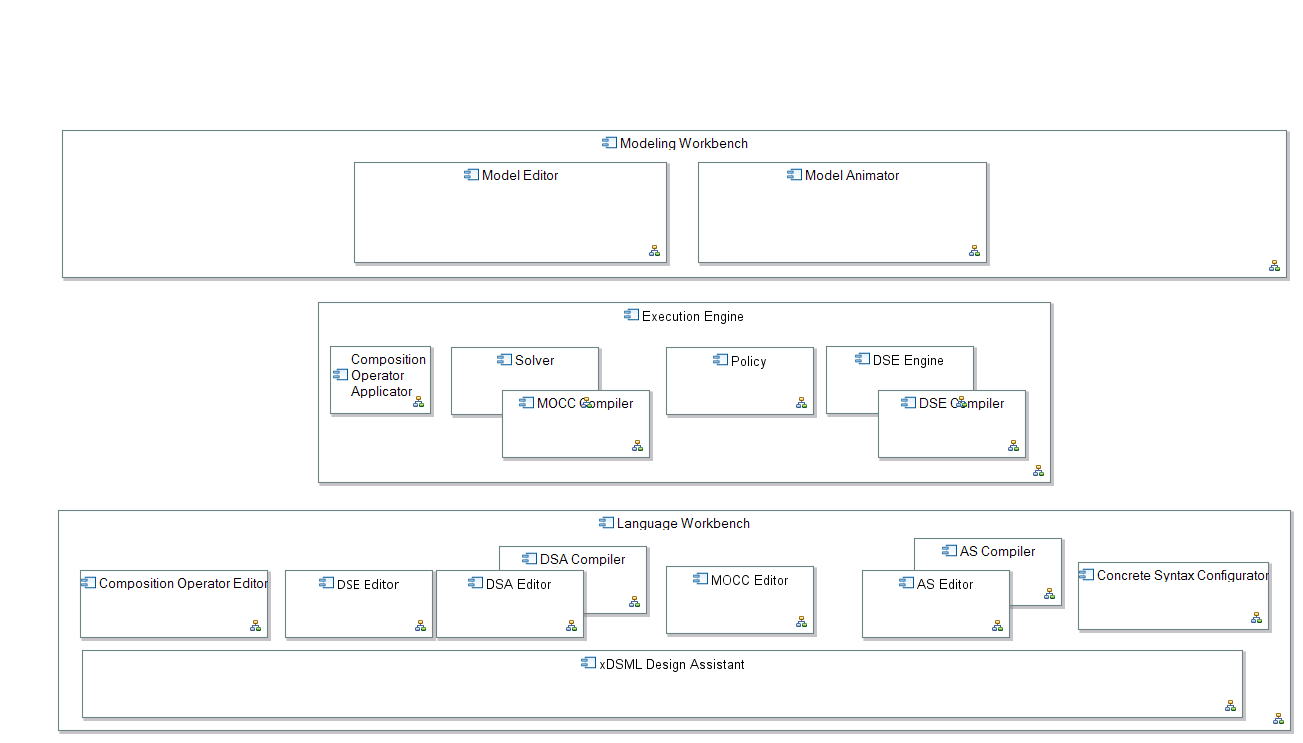 Modeling Workbench
Model Editor
Model Animator
Execution Engine
Composition
Operator
Applicator
Solver
MOCC Compiler
Policy
DSE Engine
DSE Compiler
Language Workbench
DSA Compiler
AS Compiler
Composition Operator Editor
DSE Editor
DSA Editor
MOCC Editor
AS Editor
Concrete Syntax Configurator
xDSML Design Assistant